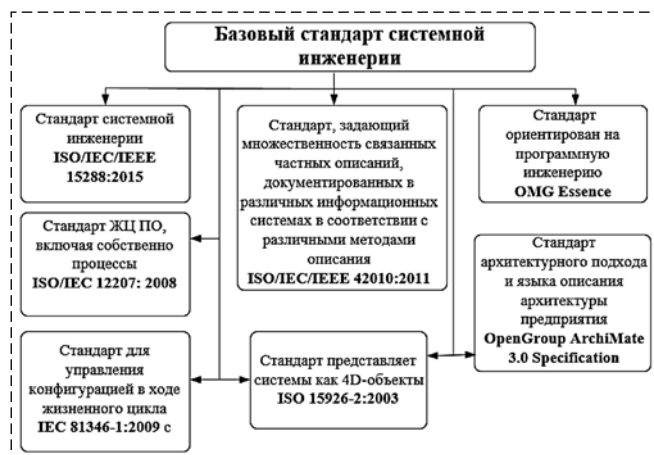 Базовый стандарт системной
инженерии
Стандарт системной
инженерии
ISO/IEC/IEEE
15288:2015
Стандарт, задающий
множественность связанных
частных описаний,
документированных в
различных информационных
системах в соответствии с
различными методами
описания
ISO/IEC/IEEE 42010:2011
Стандарт
ориентирован на
программную
инженерию
OMG Essence
Стандарт ЖЦ ПО,
включая собственно
процессы
ISO/IEC 12207: 2008
Стандарт
архитектурного подхода
и языка описания
архитектуры
предприятия
OpenGroup ArchiMate
3.0 Specification
Стандарт для
управления
конфигурацией в ходе
жизненного цикла
IEC 81346-1:2009 с
Стандарт представляет
системы как 4D-объекты
ISO 15926-2:2003